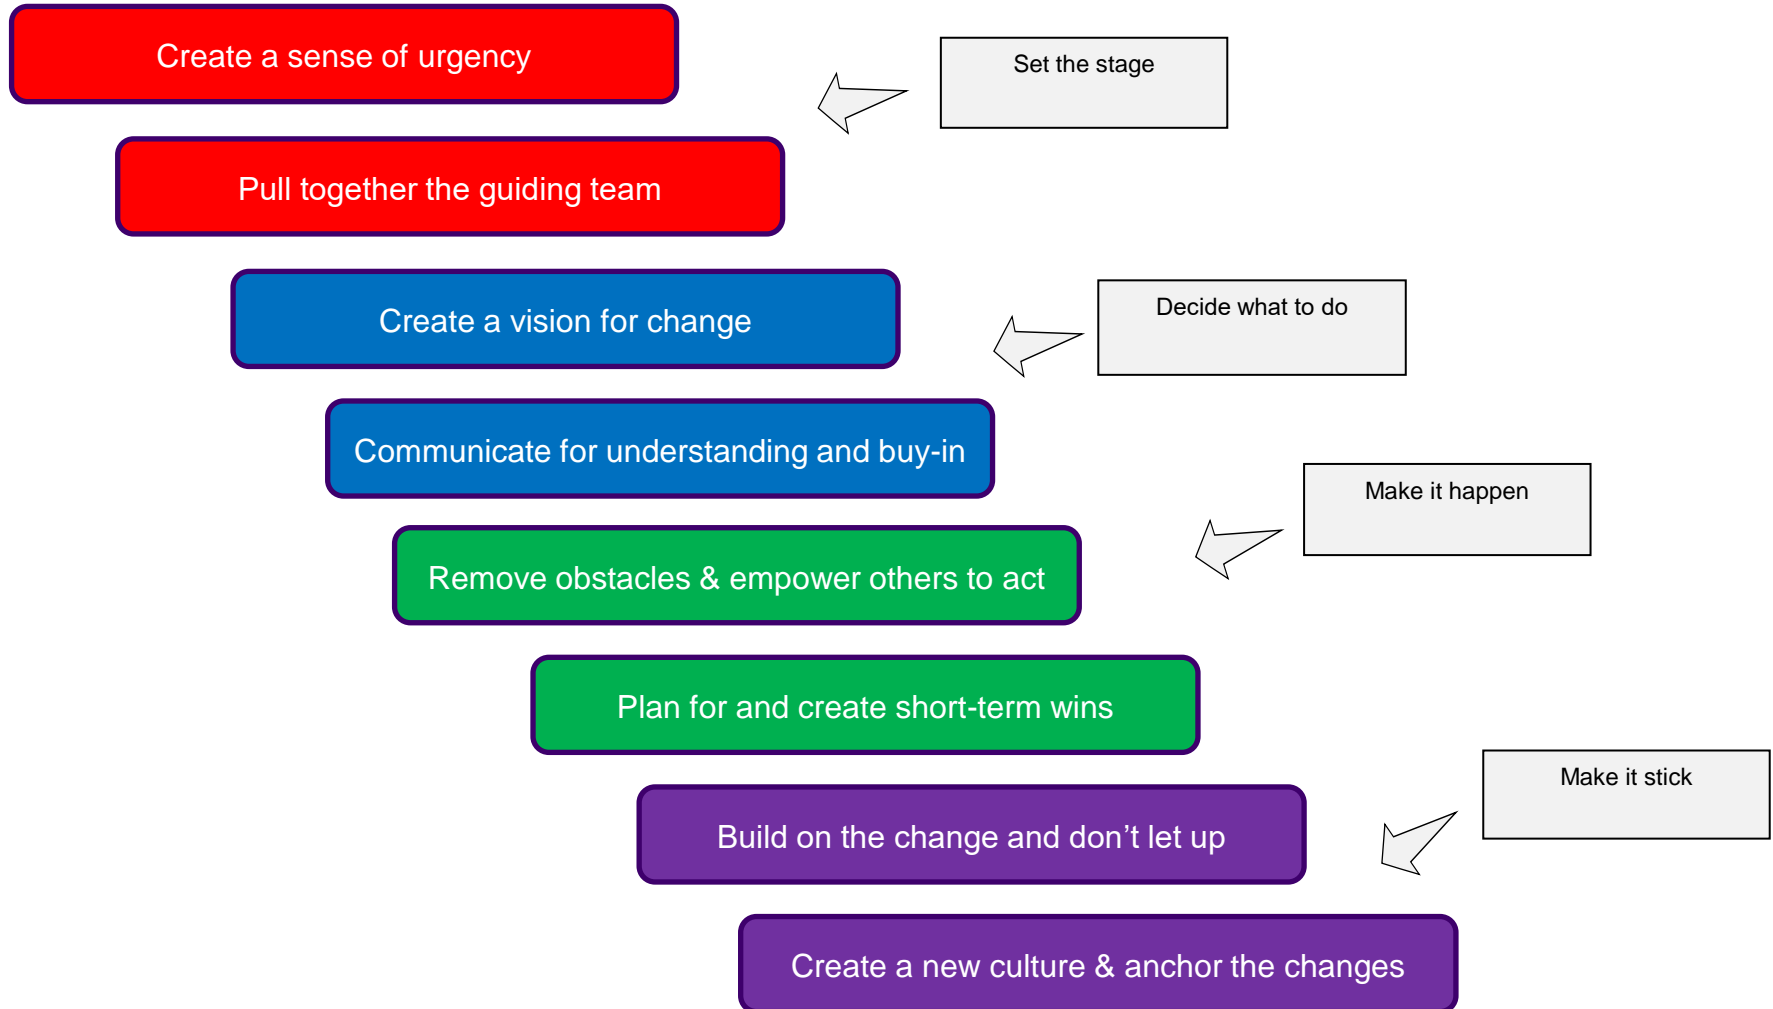 Create a sense of urgency
Set the stage
Pull together the guiding team
Create a vision for change
Decide what to do
Communicate for understanding and buy-in
Make it happen
Remove obstacles & empower others to act
Plan for and create short-term wins
Make it stick
Build on the change and don’t let up
Create a new culture & anchor the changes